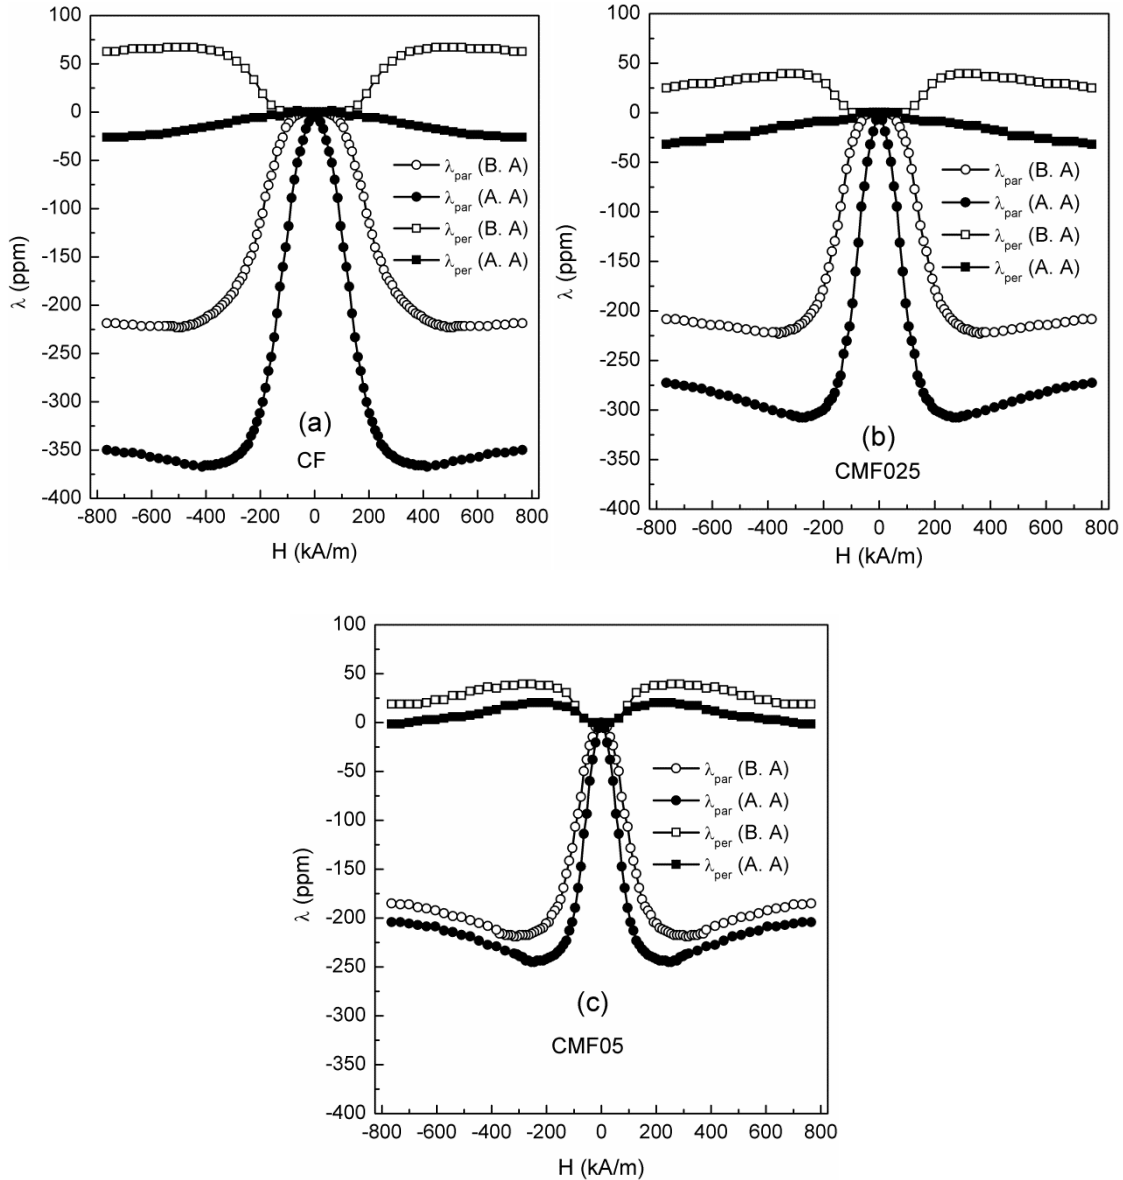 100
50
0
-50
-100
-150
-200
-250
-300
-350
-400
λ (ppm)
λpar (B. A)
λpar (A. A)
λper (B. A)
λper (A. A)
(a)
CF
-800 -600 -400 -200 0 200 400 600 800
H (kA/m)
100
50
0
-50
-100
-150
-200
-250
-300
-350
-400
λ (ppm)
λpar (B. A)
λpar (A. A)
λper (B. A)
λper (A. A)
(b)
CMF025
-800 -600 -400 -200 0 200 400 600 800
H (kA/m)
100
50
0
-50
-100
-150
-200
-250
-300
-350
-400
λ (ppm)
λpar (B. A)
λpar (A. A)
λper (B. A)
λper (A. A)
(c)
CMF05
-800 -600 -400 -200 0 200 400 600 800
H (kA/m)